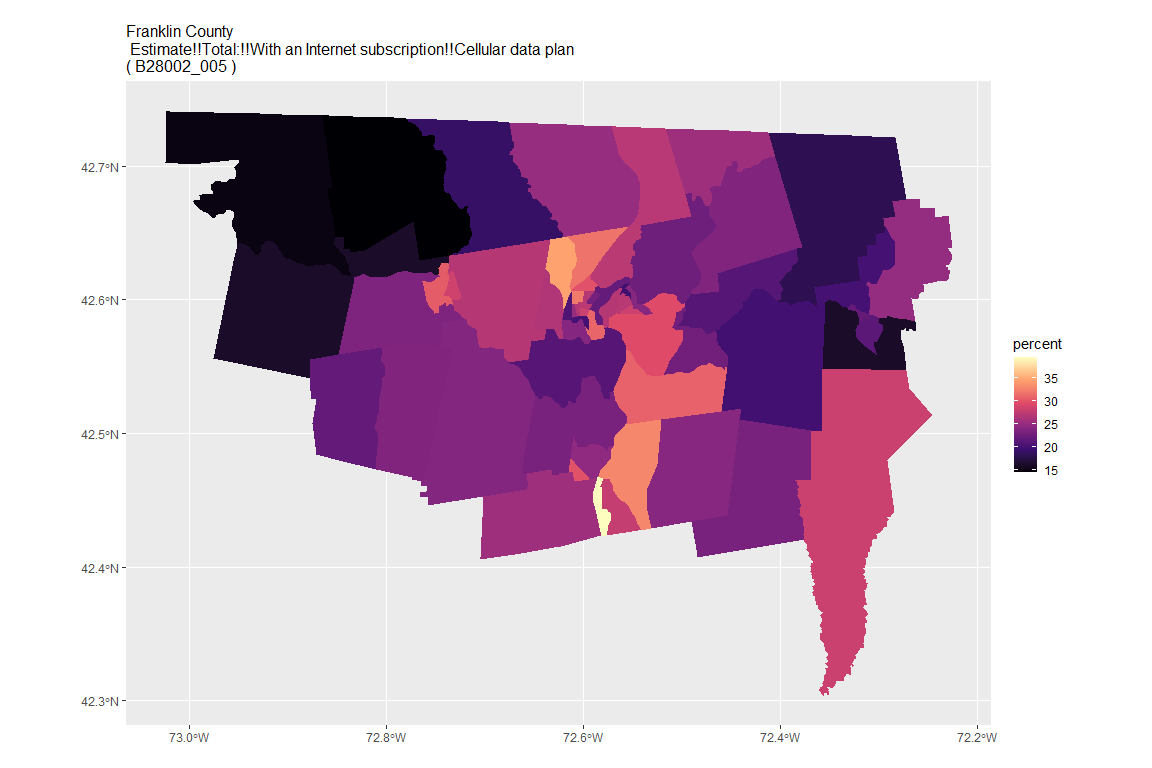 Franklin County
Estimate!!Total:!!With an Internet subscription!!Cellular data plan
( B28002_005 )
42.7°N
42.6°N
42.5°N
42.4°N
42.3°N
73.0°W
72.8°W
72.6°W
72.4°W
72.2°W
percent
35
30
25
20
15